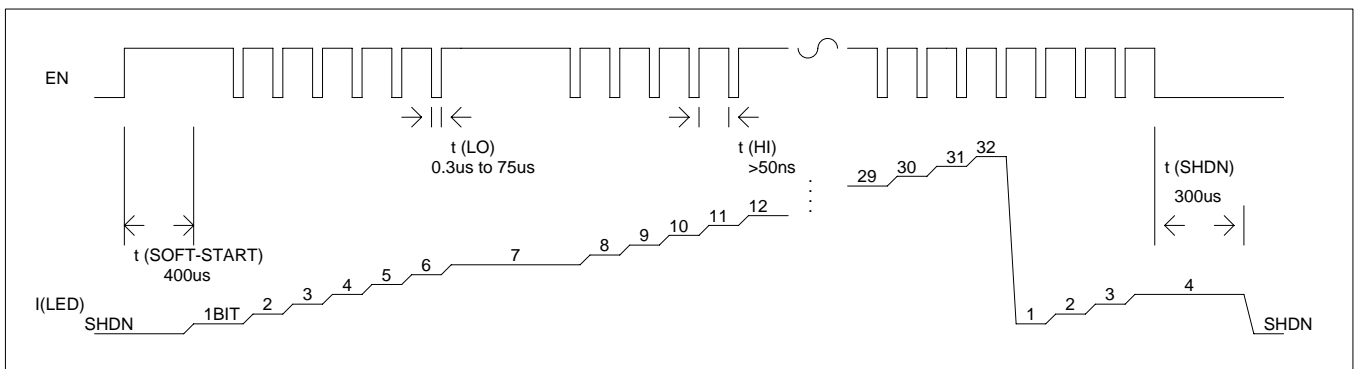 EN
t (LO)
0.3us to 75us
t (HI)
>50ns
t (SHDN)
300us
t (SOFT-START)
400us
I(LED)
SHDN
1BIT
2
3
4
5
6
7
8
9
10
11
12
29
30
31
32
1
2
3
4
SHDN